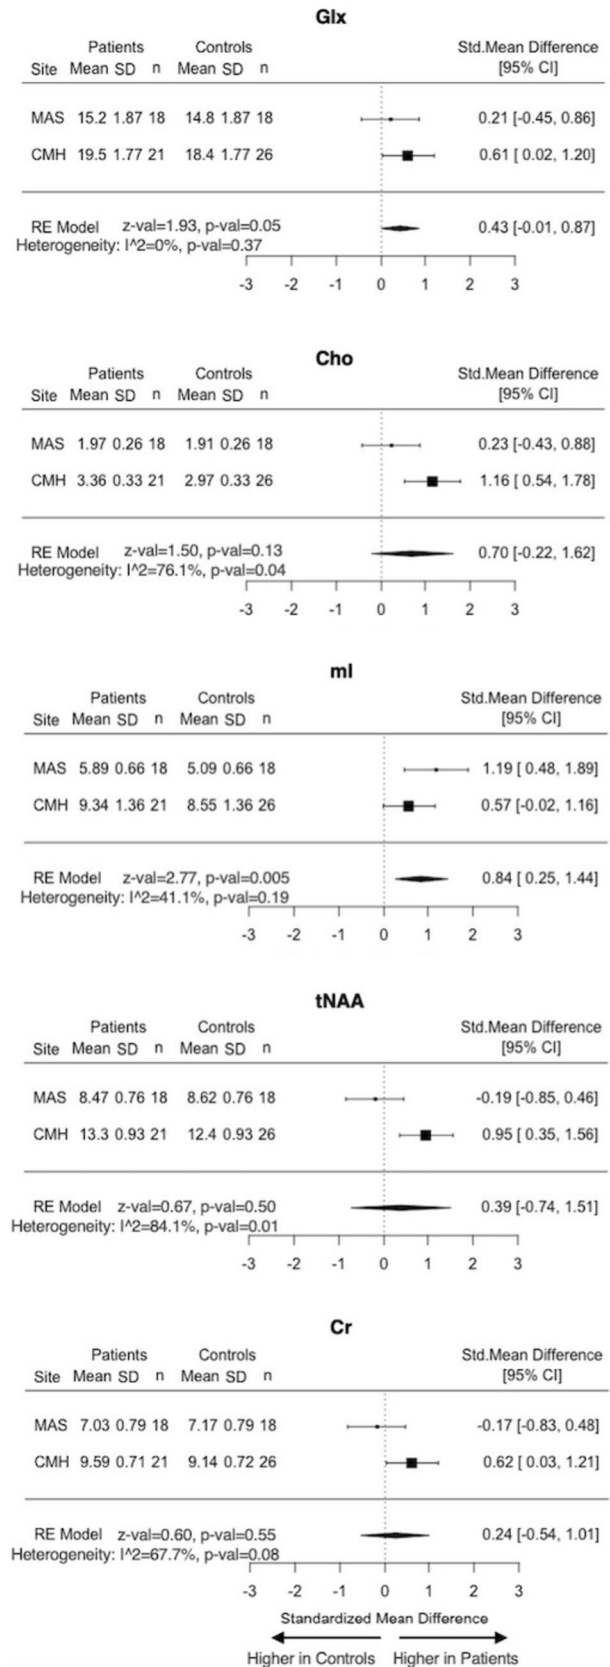 Glx
Patients Controls Std.Mean Difference
Site Mean SD n Mean SD n [95% CI]
MAS 15.2 1.87 18 14.8 1.87 18 0.21 [-0.45, 0.86]
CMH 19.5 1.77 21 18.4 1.77 26 0.61 [ 0.02, 1.20]
RE Model z-val=1.93, p-val=0.05 0.43 [-0.01, 0.87]
Heterogeneity: I^2=0%, p-val=0.37
-3 -2 -1 0 1 2 3
Cho
Patients Controls Std.Mean Difference
Site Mean SD n Mean SD n [95% CI]
MAS 1.97 0.26 18 1.91 0.26 18 0.23 [-0.43, 0.88]
CMH 3.36 0.33 21 2.97 0.33 26 1.16 [ 0.54, 1.78]
RE Model z-val=1.50, p-val=0.13 0.70 [-0.22, 1.62]
Heterogeneity: I^2=76.1%, p-val=0.04
-3 -2 -1 0 1 2 3
mI
Patients Controls Std.Mean Difference
Site Mean SD n Mean SD n [95% CI]
MAS 5.89 0.66 18 5.09 0.66 18 1.19 [ 0.48, 1.89]
CMH 9.34 1.36 21 8.55 1.36 26 0.57 [-0.02, 1.16]
RE Model z-val=2.77, p-val=0.005 0.84 [ 0.25, 1.44]
Heterogeneity: I^2=41.1%, p-val=0.19
-3 -2 -1 0 1 2 3
tNAA
Patients Controls Std.Mean Difference
Site Mean SD n Mean SD n [95% CI]
MAS 8.47 0.76 18 8.62 0.76 18 -0.19 [-0.85, 0.46]
CMH 13.3 0.93 21 12.4 0.93 26 0.95 [ 0.35, 1.56]
RE Model z-val=0.67, p-val=0.50 0.39 [-0.74, 1.51]
Heterogeneity: I^2=84.1%, p-val=0.01
-3 -2 -1 0 1 2 3
Cr
Patients Controls Std.Mean Difference
Site Mean SD n Mean SD n [95% CI]
MAS 7.03 0.79 18 7.17 0.79 18 -0.17 [-0.83, 0.48]
CMH 9.59 0.71 21 9.14 0.72 26 0.62 [ 0.03, 1.21]
RE Model z-val=0.60, p-val=0.55 0.24 [-0.54, 1.01]
Heterogeneity: I^2=67.7%, p-val=0.08
-3 -2 -1 0 1 2 3
Standardized Mean Difference
Higher in Controls Higher in Patients